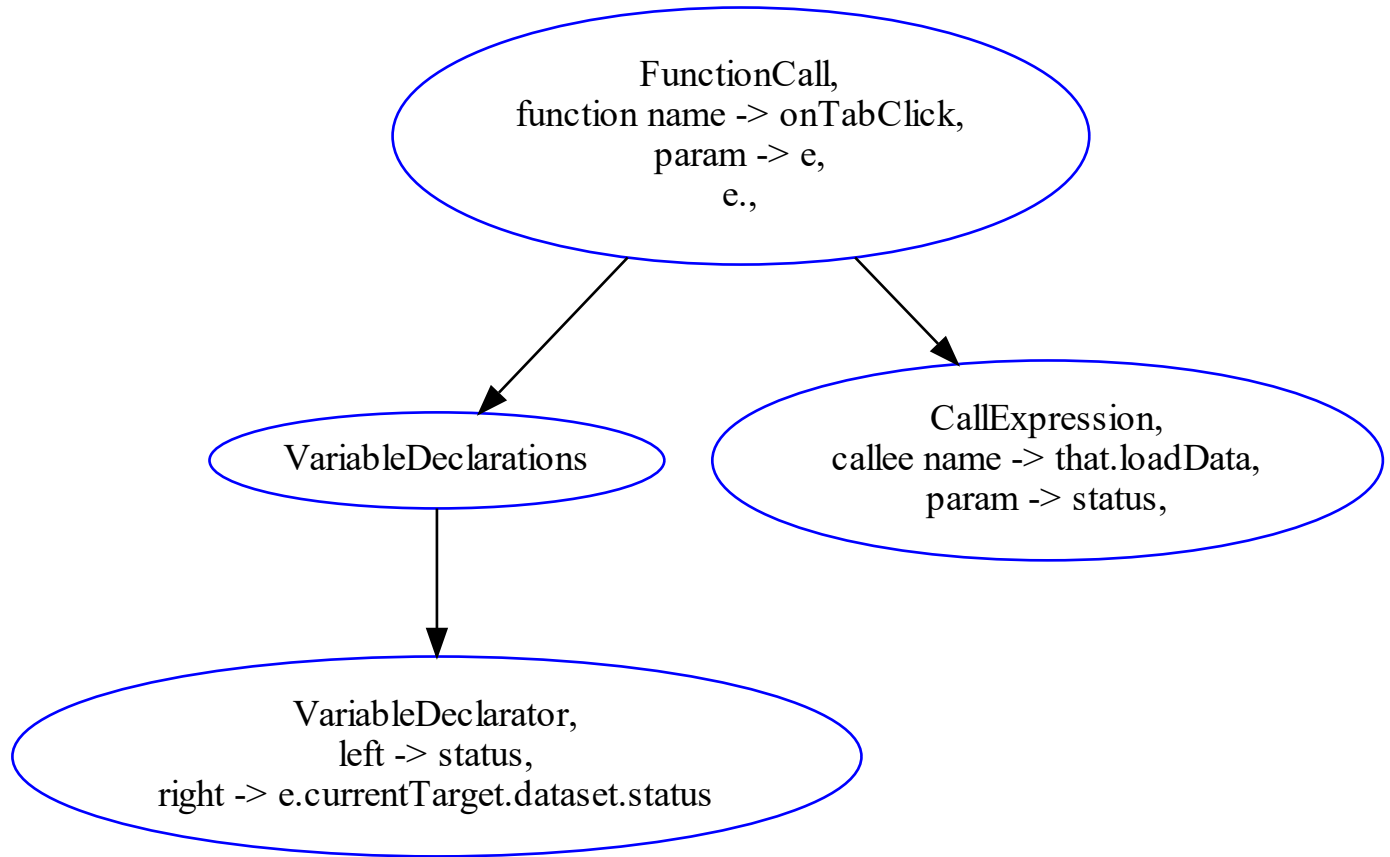 FunctionCall,
function name -> onTabClick,
param -> e,
e.,
VariableDeclarations
CallExpression,
callee name -> that.loadData,
param -> status,
VariableDeclarator,
left -> status,
right -> e.currentTarget.dataset.status